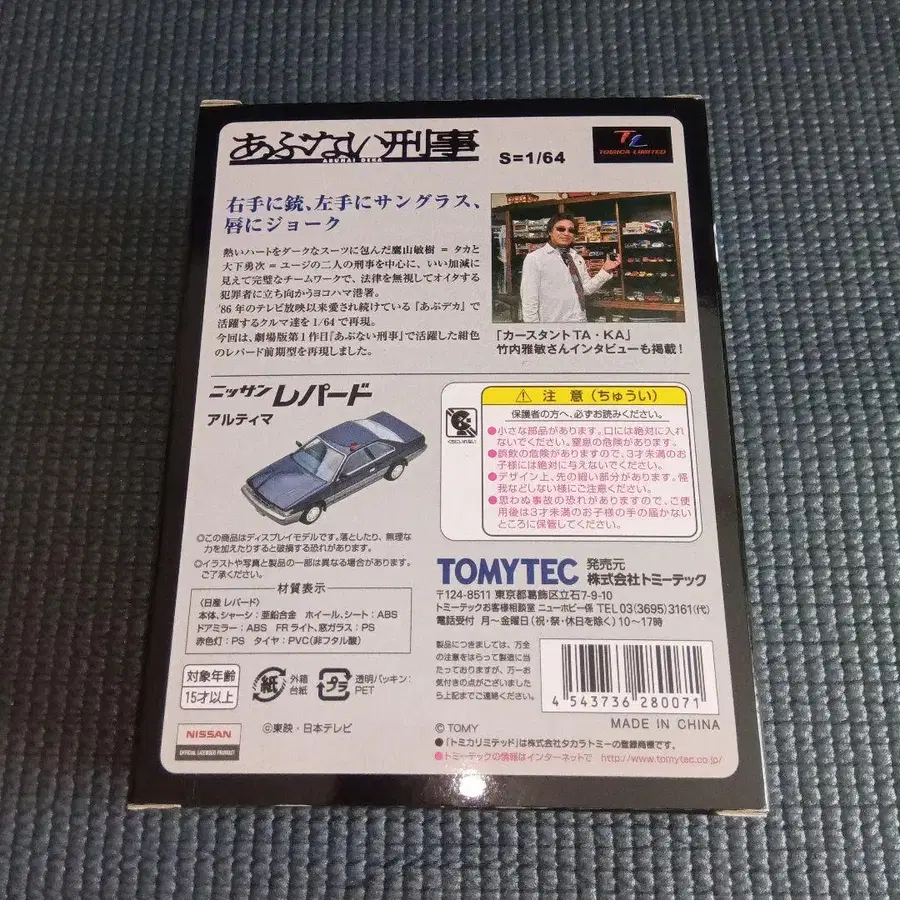 あぶない刑事
ABUNAI DEKA
S=1/64
TL
TOMICA LIMITED
右手に銃、左手にサングラス、
唇にジョーク
熱いハートをダークなスーツに包んだ鷹山敏樹 = タカと
大下勇次 = ユージの二人の刑事を中心に、いい加減に
見えて完璧なチームワークで、法律を無視してオイタする
犯罪者に立ち向かうヨコハマ港署。
'86年のテレビ放映以来愛され続けている『あぶデカ』で
活躍するクルマ達を1/64で再現。
今回は、劇場版第1作目『あぶない刑事』で活躍した紺色
のレパード前期型を再現しました。
「カースタントTA・KA」
竹内雅敏さんインタビューも掲載!
ニッサン レパード
アルティマ
◎この商品はディスプレイモデルです。落としたり、無理な
力を加えたりすると破損する恐れがあります。
◎イラストや写真と製品の一部は異なる場合があります。
ご了承ください。
材質表示
〈日産 レパード〉
本体、シャーシ:亜鉛合金 ホイール、シート:ABS
ドアミラー:ABS FRライト、窓ガラス:PS
赤色灯:PS タイヤ:PVC(非フタル酸)
対象年齢
15才以上
紙
外箱
台紙
プラ
透明パッキン:
PET
NISSAN
OFFICIAL LICENSED PRODUCT
©東映・日本テレビ
注意(ちゅうい)
保護者の方へ、必ずお読みください。
●小さな部品があります。口には絶対に入れ
ないでください。窒息の危険があります。
●誤飲の危険がありますので、3才未満のお
子様には絶対に与えないでください。
●デザイン上、先の細い部分があります。怪
我などしない様にご注意ください。
●思わぬ事故の恐れがありますので、ご使
用後は3才未満のお子様の手の届かない
ところに保管してください。
TOMYTEC 発売元
株式会社トミーテック
〒124-8511 東京都葛飾区立石7-9-10
トミーテックお客様相談室 ニューホビー係 TEL 03(3695)3161(代)
電話受付 月〜金曜日(祝・祭・休日を除く)10〜17時
製品につきましては、万全
の注意をはらって製造に当
たっておりますが、万一お
気付きの点がございました
ら上記までご連絡ください。
4 543736 280071
MADE IN CHINA
© TOMY
●「トミカリミテッド」は株式会社タカラトミーの登録商標です。
●トミーテックの情報はインターネットで http://www.tomytec.co.jp/